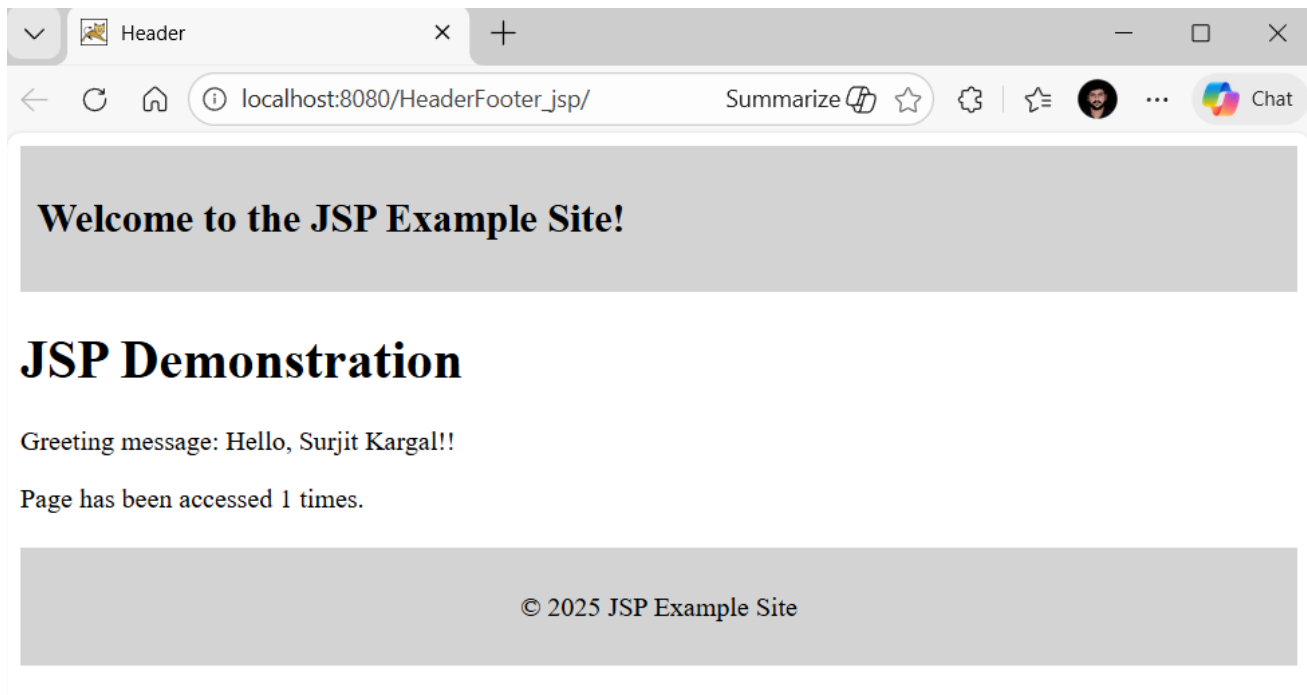 Header
localhost:8080/HeaderFooter_jsp/ Summarize Chat
Welcome to the JSP Example Site!
JSP Demonstration
Greeting message: Hello, Surjit Kargal!!
Page has been accessed 1 times.
© 2025 JSP Example Site